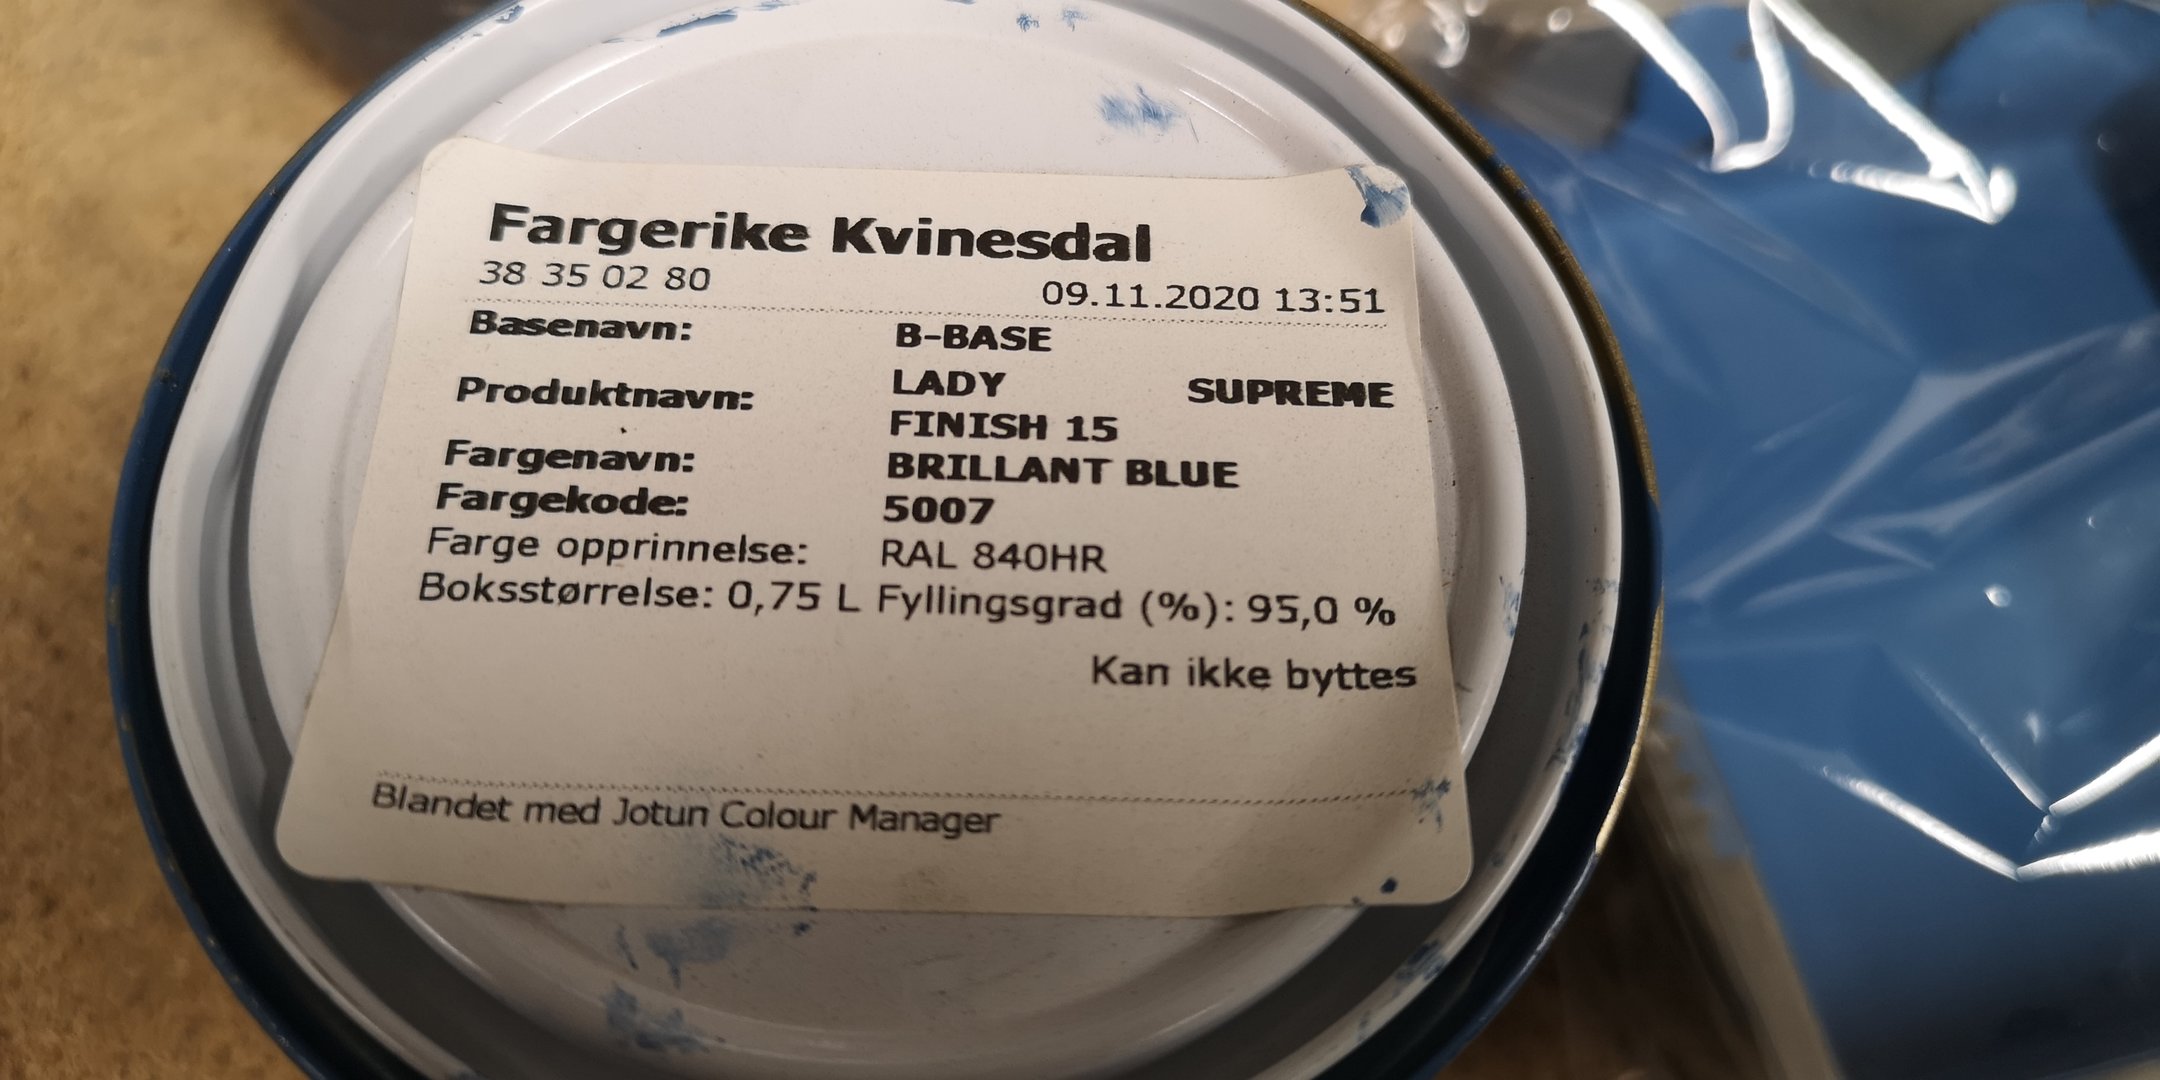 Fargerike Kvinesdal
38 35 02 80 09.11.2020 13:51
Basenavn: B-BASE
Produktnavn: LADY SUPREME
FINISH 15
Fargenavn: BRILLANT BLUE
Fargekode: 5007
Farge opprinnelse: RAL 840HR
Boksstørrelse: 0,75 L Fyllingsgrad (%): 95,0 %
Kan ikke byttes
Blandet med Jotun Colour Manager